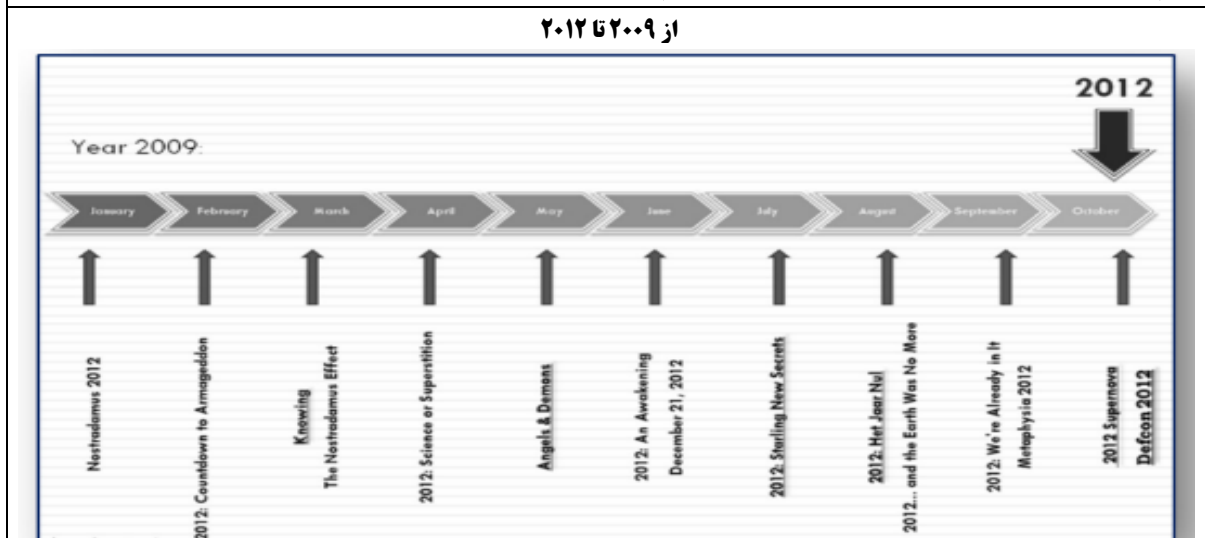 از ۲۰۰۹ تا ۲۰۱۲
2012
Year 2009:
January
February
March
April
May
June
July
August
September
October
Nostradamus 2012
2012: Countdown to Armageddon
Knowing
The Nostradamus Effect
2012: Science or Superstition
Angels & Demons
2012: An Awakening
December 21, 2012
2012: Starling New Secrets
2012: Het Jaar Nul
2012... and the Earth Was No More
2012: We're Already in It
Metaphysia 2012
2012 Supernova
Defcon 2012